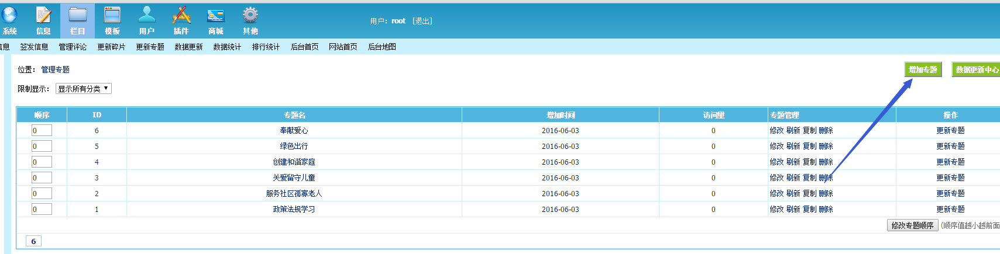 系统 信息 栏目 模板 用户 插件 商城 其他
用户：root [退出]
信息 签发信息 管理评论 更新碎片 更新专题 数据更新 数据统计 排行统计 后台首页 网站首页 后台地图
位置： 管理专题
增加专题 数据更新中心
限制显示： 显示所有分类
顺序 ID 专题名 增加时间 访问量 专题管理 操作
0 6 奉献爱心 2016-06-03 0 修改 刷新 复制 删除 更新专题
0 5 绿色出行 2016-06-03 0 修改 刷新 复制 删除 更新专题
0 4 创建和谐家庭 2016-06-03 0 修改 刷新 复制 删除 更新专题
0 3 关爱留守儿童 2016-06-03 0 修改 刷新 复制 删除 更新专题
0 2 服务社区孤寡老人 2016-06-03 0 修改 刷新 复制 删除 更新专题
0 1 政策法规学习 2016-06-03 0 修改 刷新 复制 删除 更新专题
修改专题顺序 (顺序值越小越前面
6